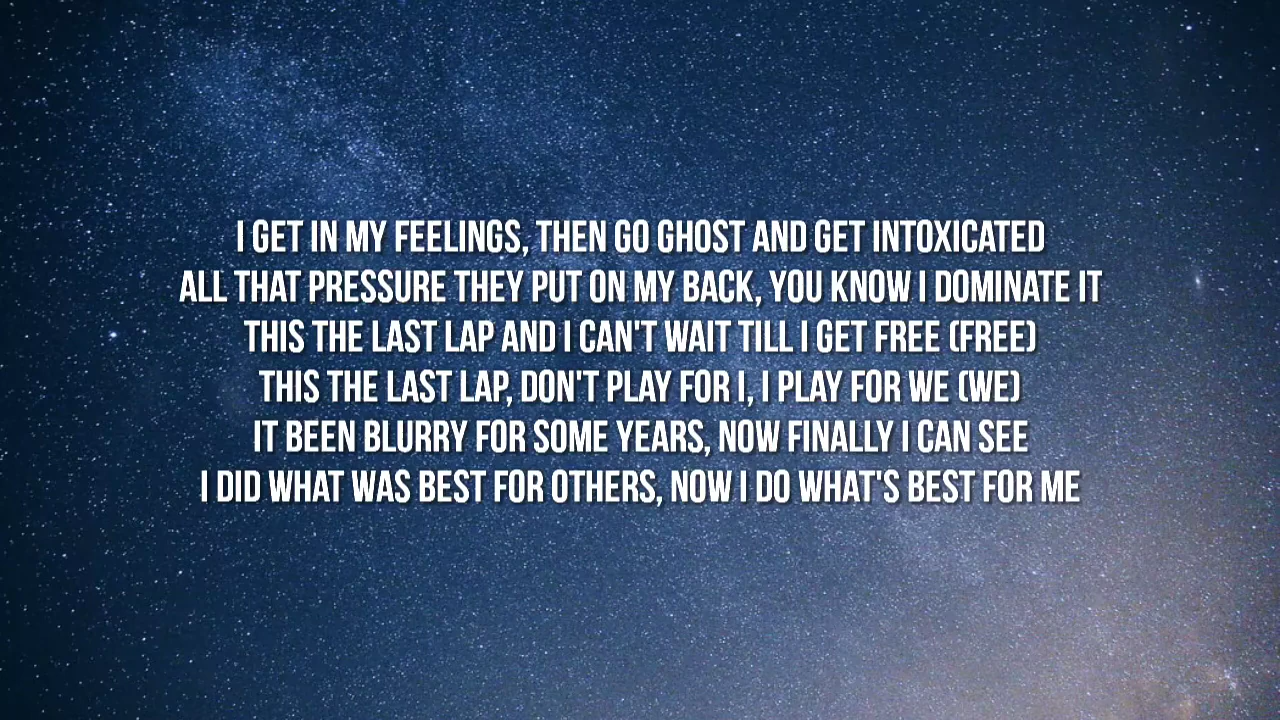 I GET IN MY FEELINGS, THEN GO GHOST AND GET INTOXICATED
ALL THAT PRESSURE THEY PUT ON MY BACK, YOU KNOW I DOMINATE IT
THIS THE LAST LAP AND I CAN'T WAIT TILL I GET FREE (FREE)
THIS THE LAST LAP, DON'T PLAY FOR I, I PLAY FOR WE (WE)
IT BEEN BLURRY FOR SOME YEARS, NOW FINALLY I CAN SEE
I DID WHAT WAS BEST FOR OTHERS, NOW I DO WHAT'S BEST FOR ME